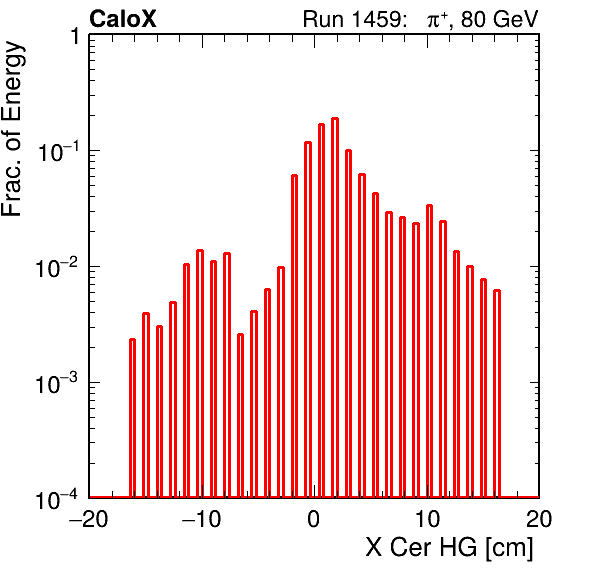 CaloX Run 1459: π⁺, 80 GeV
Frac. of Energy
1
10⁻¹
10⁻²
10⁻³
10⁻⁴
−20 −10 0 10 20
X Cer HG [cm]